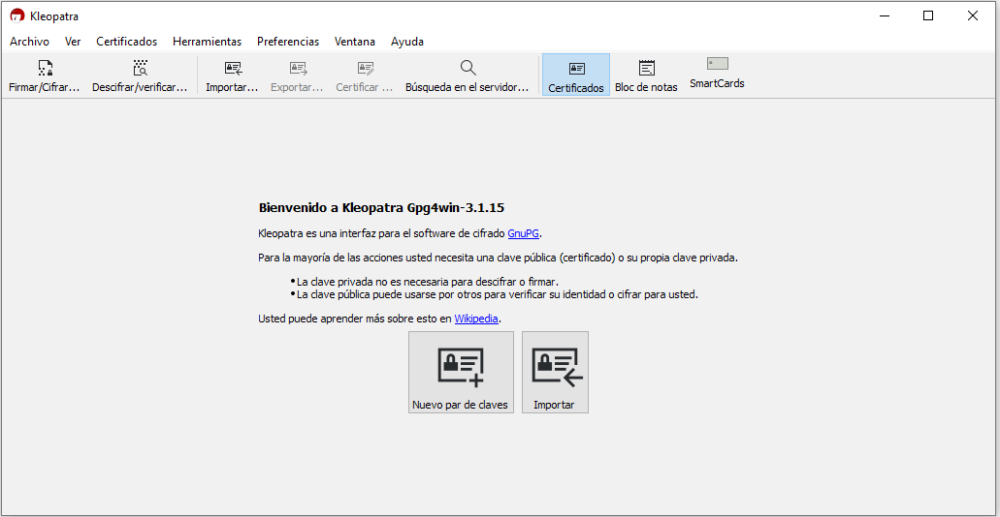 Kleopatra
Archivo Ver Certificados Herramientas Preferencias Ventana Ayuda
Firmar/Cifrar... Descifrar/verificar... Importar... Exportar... Certificar ... Búsqueda en el servidor... Certificados Bloc de notas SmartCards
Bienvenido a Kleopatra Gpg4win-3.1.15
Kleopatra es una interfaz para el software de cifrado GnuPG.
Para la mayoría de las acciones usted necesita una clave pública (certificado) o su propia clave privada.
•La clave privada no es necesaria para descifrar o firmar.
•La clave pública puede usarse por otros para verificar su identidad o cifrar para usted.
Usted puede aprender más sobre esto en Wikipedia.
Nuevo par de claves Importar